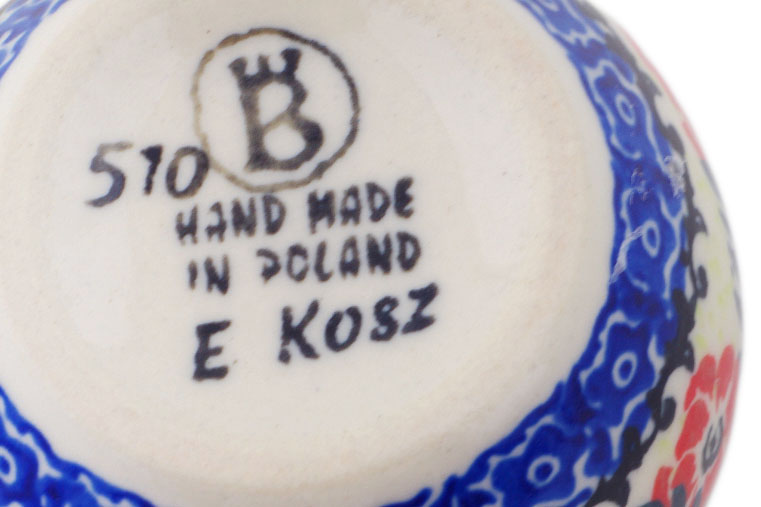 B
510
HAND MADE
IN POLAND
E KOSZ